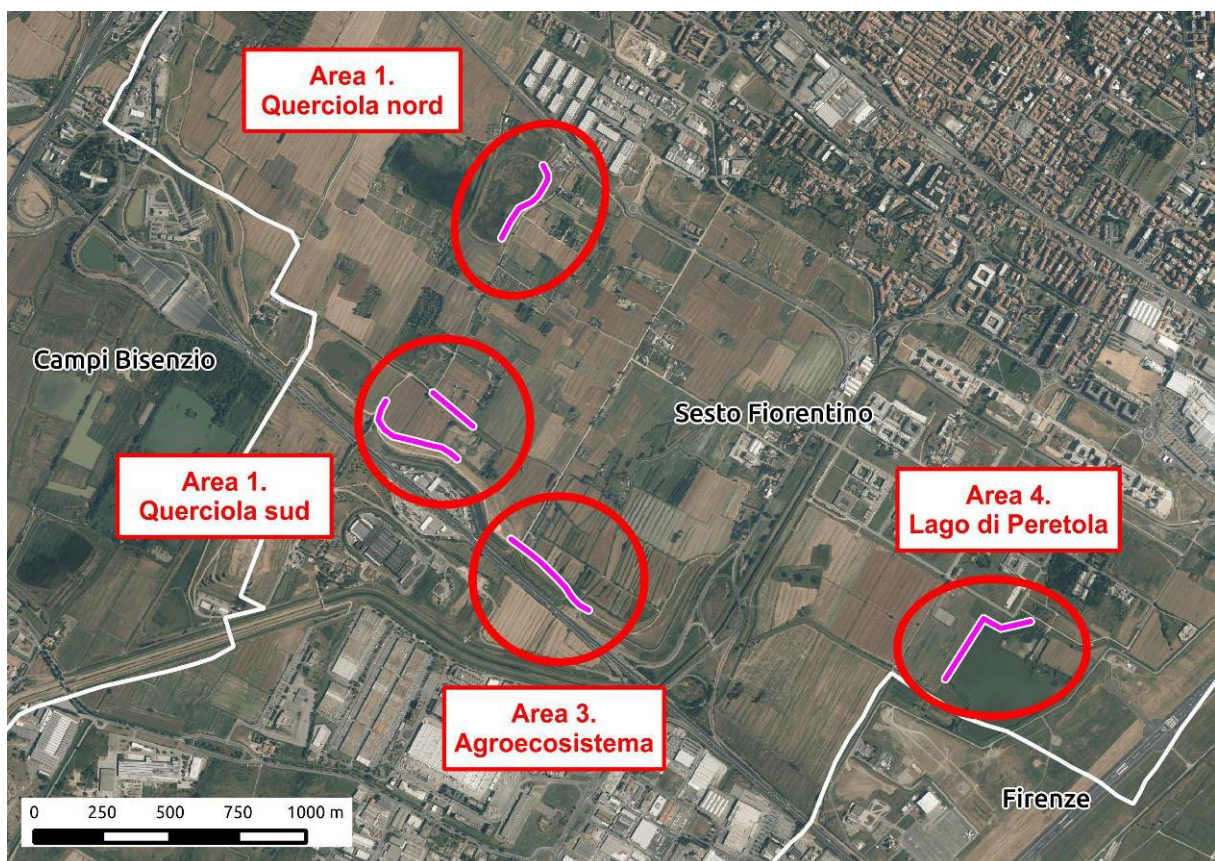 Area 1.
Querciola nord
Campi Bisenzio
Sesto Fiorentino
Area 1.
Querciola sud
Area 4.
Lago di Peretola
Area 3.
Agroecosistema
Firenze
0 250 500 750 1000 m